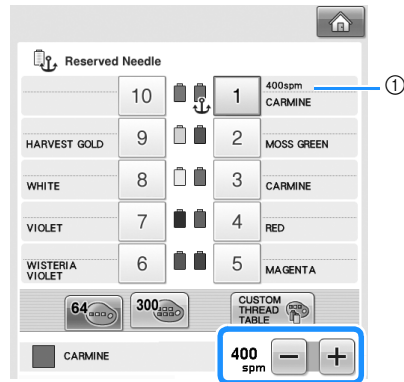 Reserved Needle
10
1
400spm
CARMINE
①
HARVEST GOLD
9
2
MOSS GREEN
WHITE
8
3
CARMINE
VIOLET
7
4
RED
WISTERIA
VIOLET
6
5
MAGENTA
64
300
CUSTOM
THREAD
TABLE
CARMINE
400
spm
−
+